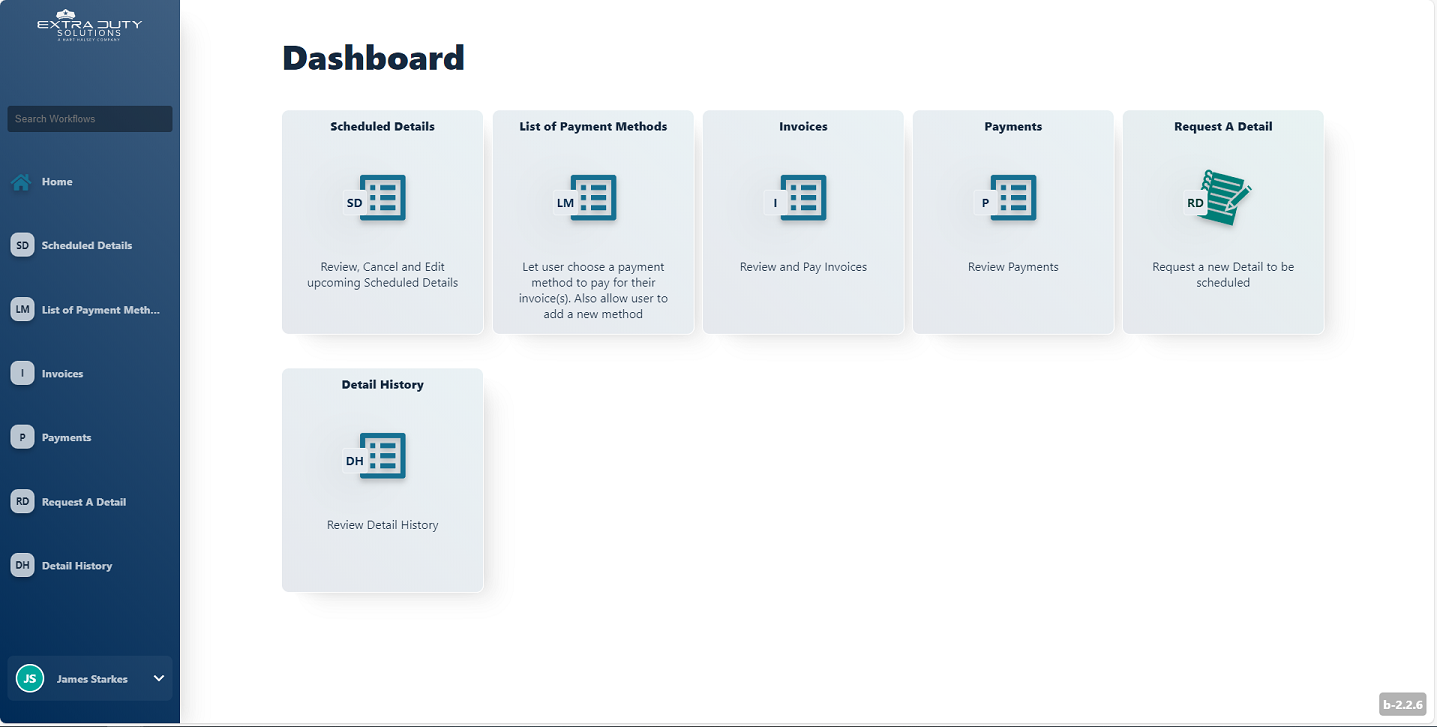 EXTRA DUTY
SOLUTIONS
A HART HALSEY COMPANY
Search Workflows
Home
SD Scheduled Details
LM List of Payment Meth...
I Invoices
P Payments
RD Request A Detail
DH Detail History
JS James Starkes
Dashboard
Scheduled Details
SD
Review, Cancel and Edit
upcoming Scheduled Details
List of Payment Methods
LM
Let user choose a payment
method to pay for their
invoice(s). Also allow user to
add a new method
Invoices
I
Review and Pay Invoices
Payments
P
Review Payments
Request A Detail
RD
Request a new Detail to be
scheduled
Detail History
DH
Review Detail History
b-2.2.6